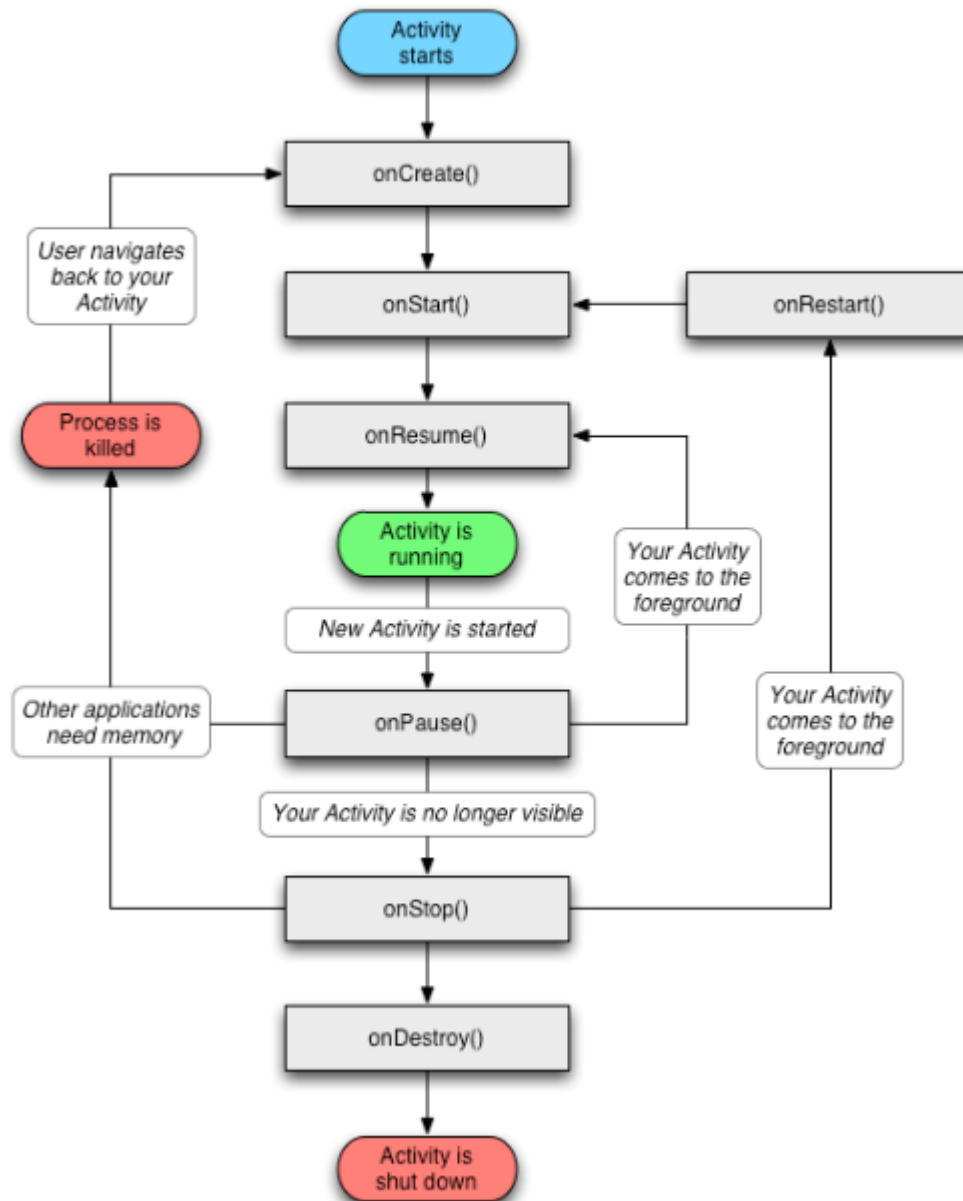 Activity
starts
onCreate()
User navigates
back to your
Activity
onStart()
onRestart()
Process is
killed
onResume()
Activity is
running
Your Activity
comes to the
foreground
New Activity is started
Other applications
need memory
onPause()
Your Activity
comes to the
foreground
Your Activity is no longer visible
onStop()
onDestroy()
Activity is
shut down